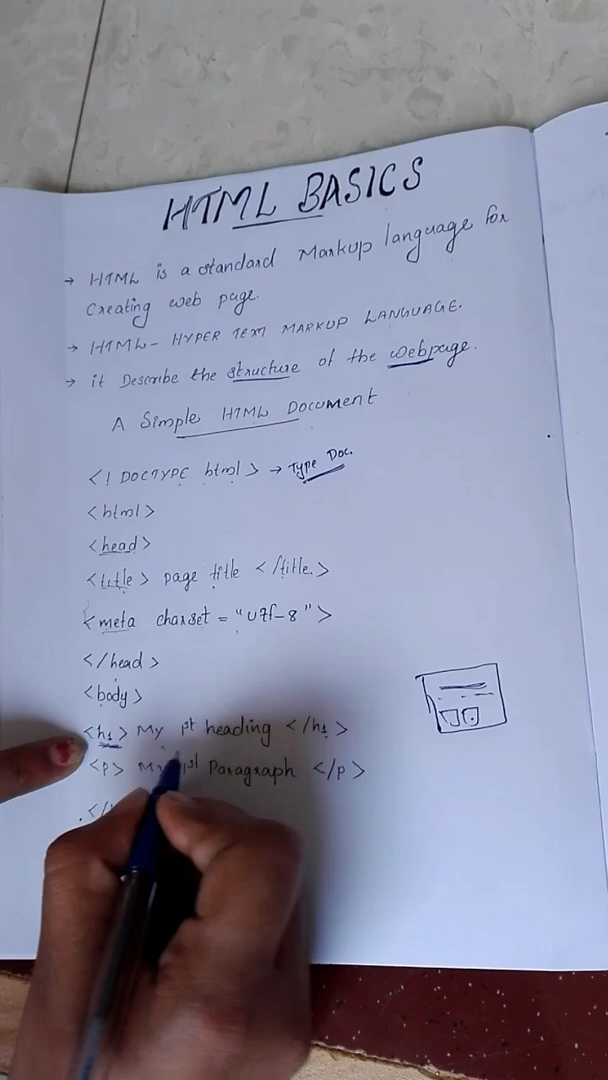 HTML BASICS
→ HTML is a standard Markup language for
Creating web page.
→ HTML - HYPER TEXT MARKUP LANGUAGE.
→ it Describe the structure of the webpage.
A Simple HTML Document
<! DOCTYPE html> → Type Doc.
<html>
<head>
<title> page title </title>
<meta charset = "utf-8">
</head>
<body>
<h1> My 1st heading </h1>
<p> My 1st Paragraph </p>